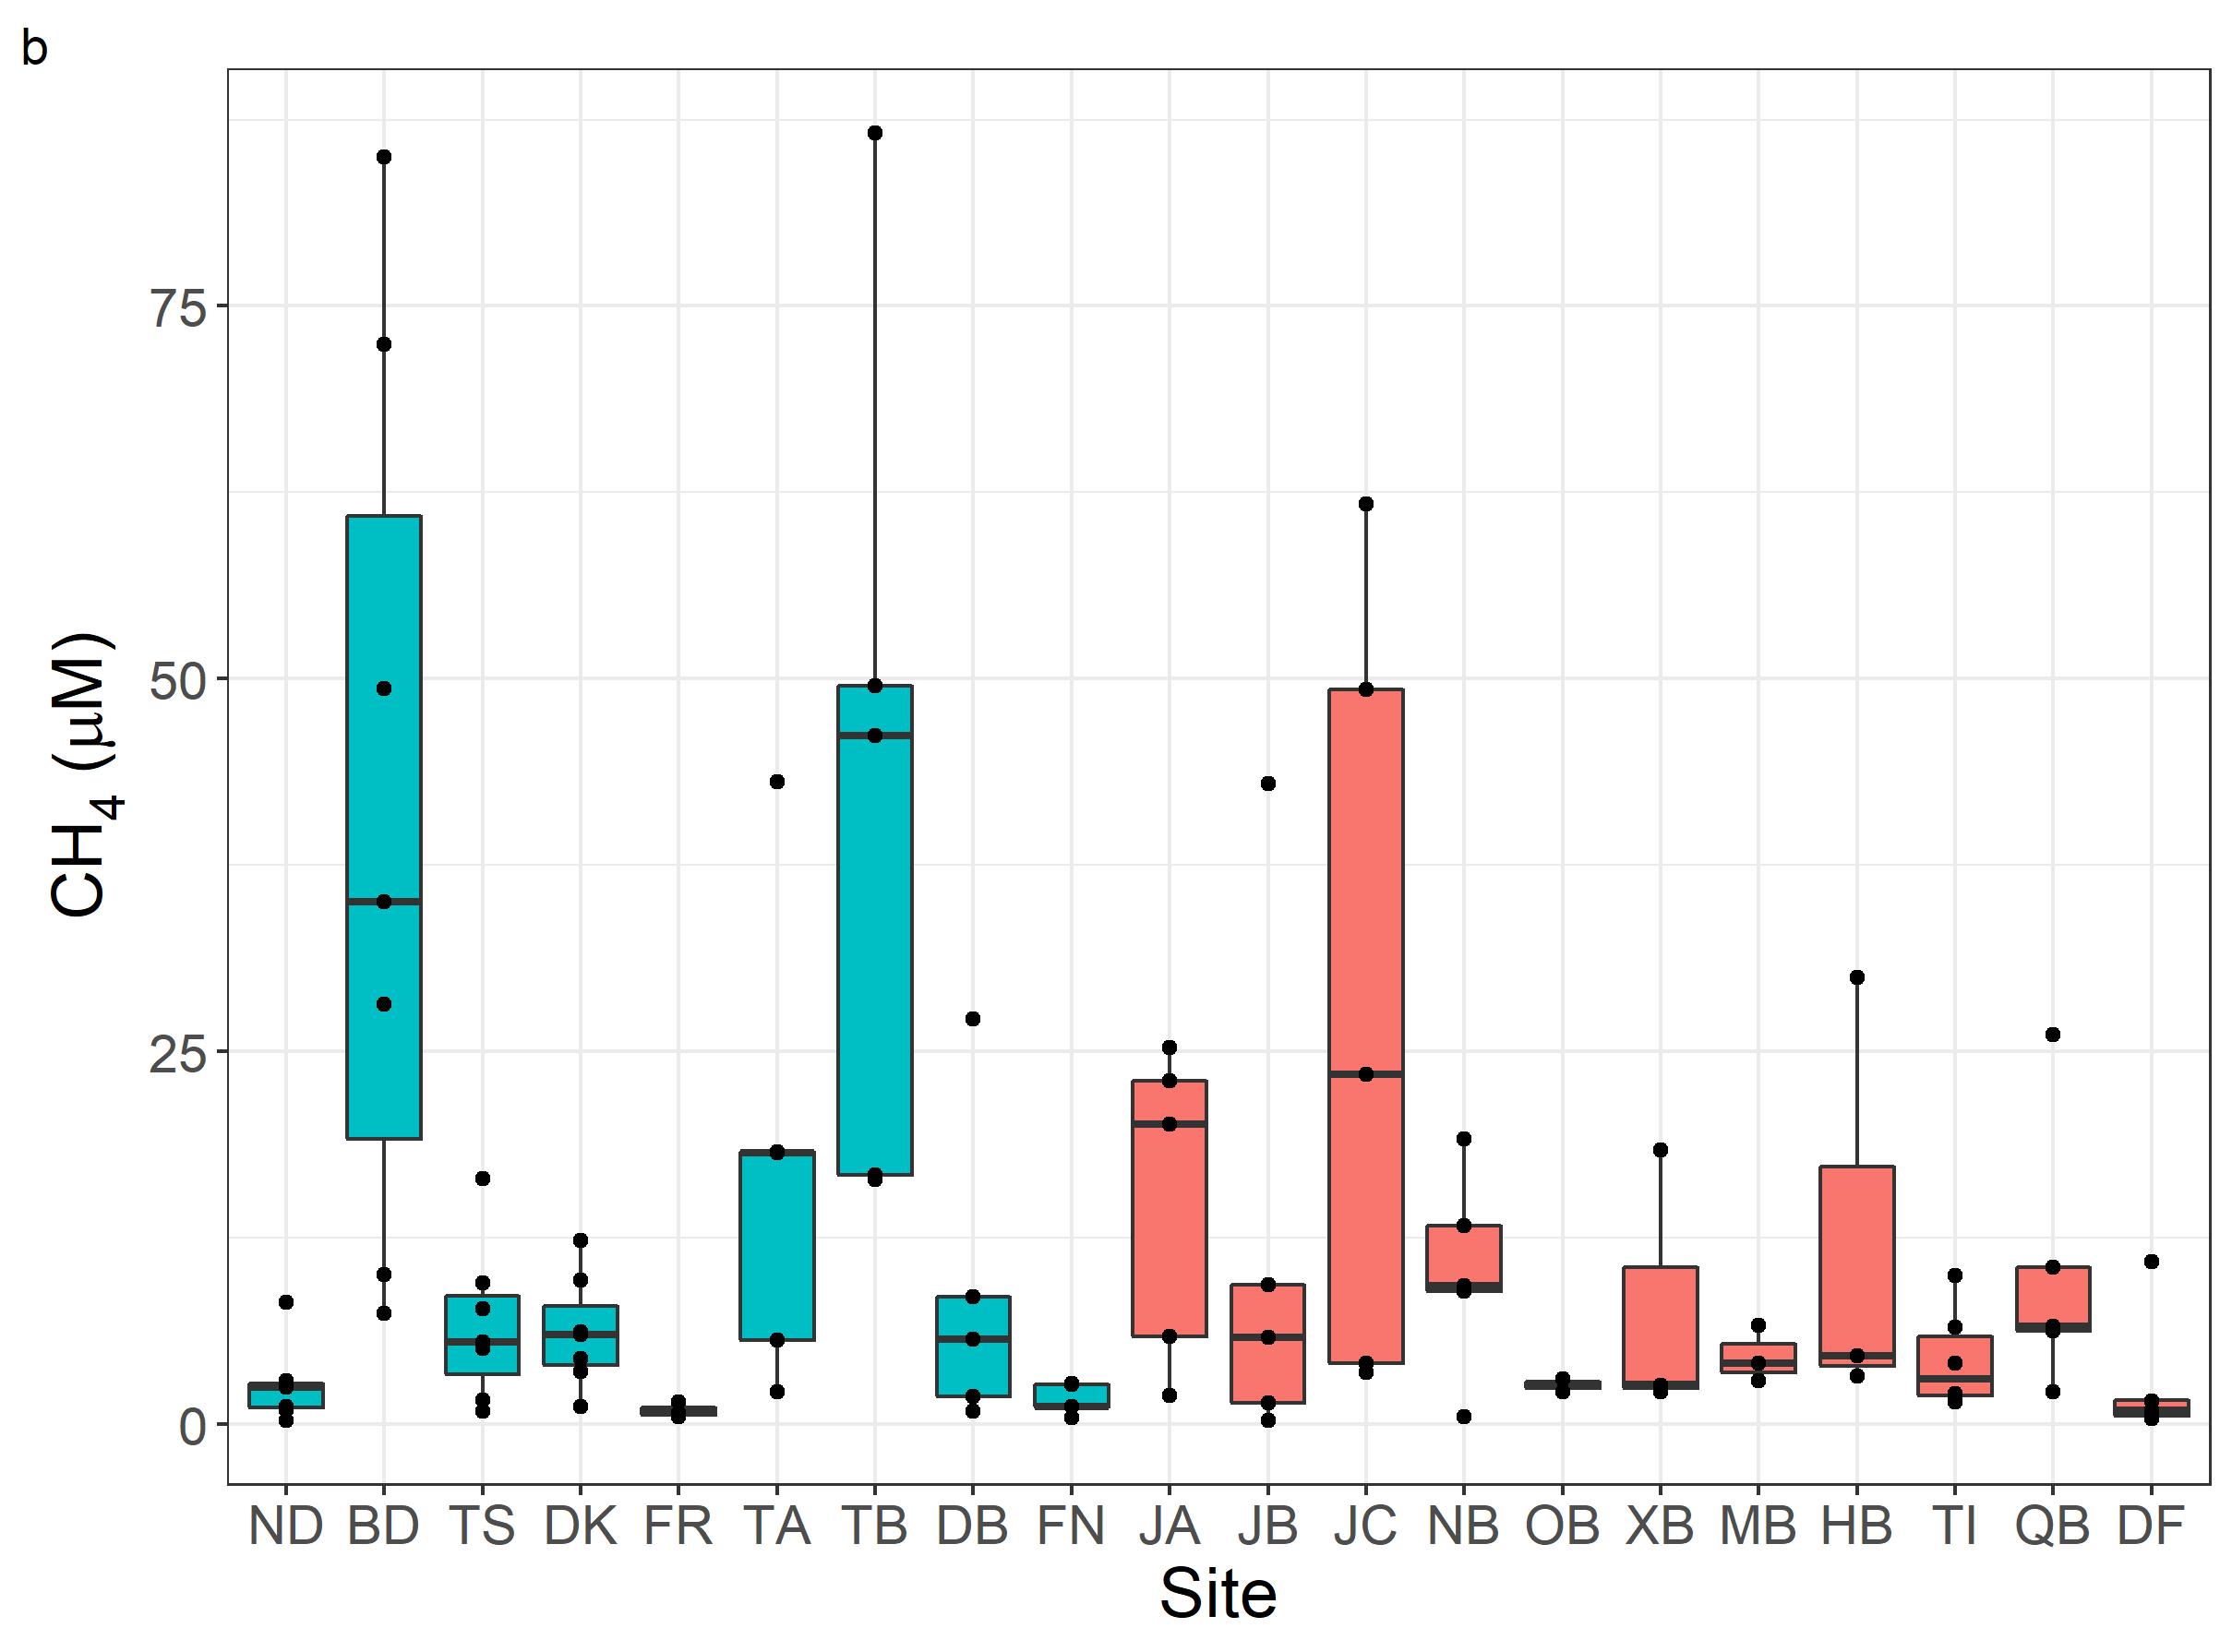 b
CH₄ (μM)
75
50
25
0
ND BD TS DK FR TA TB DB FN JA JB JC NB OB XB MB HB TI QB DF
Site